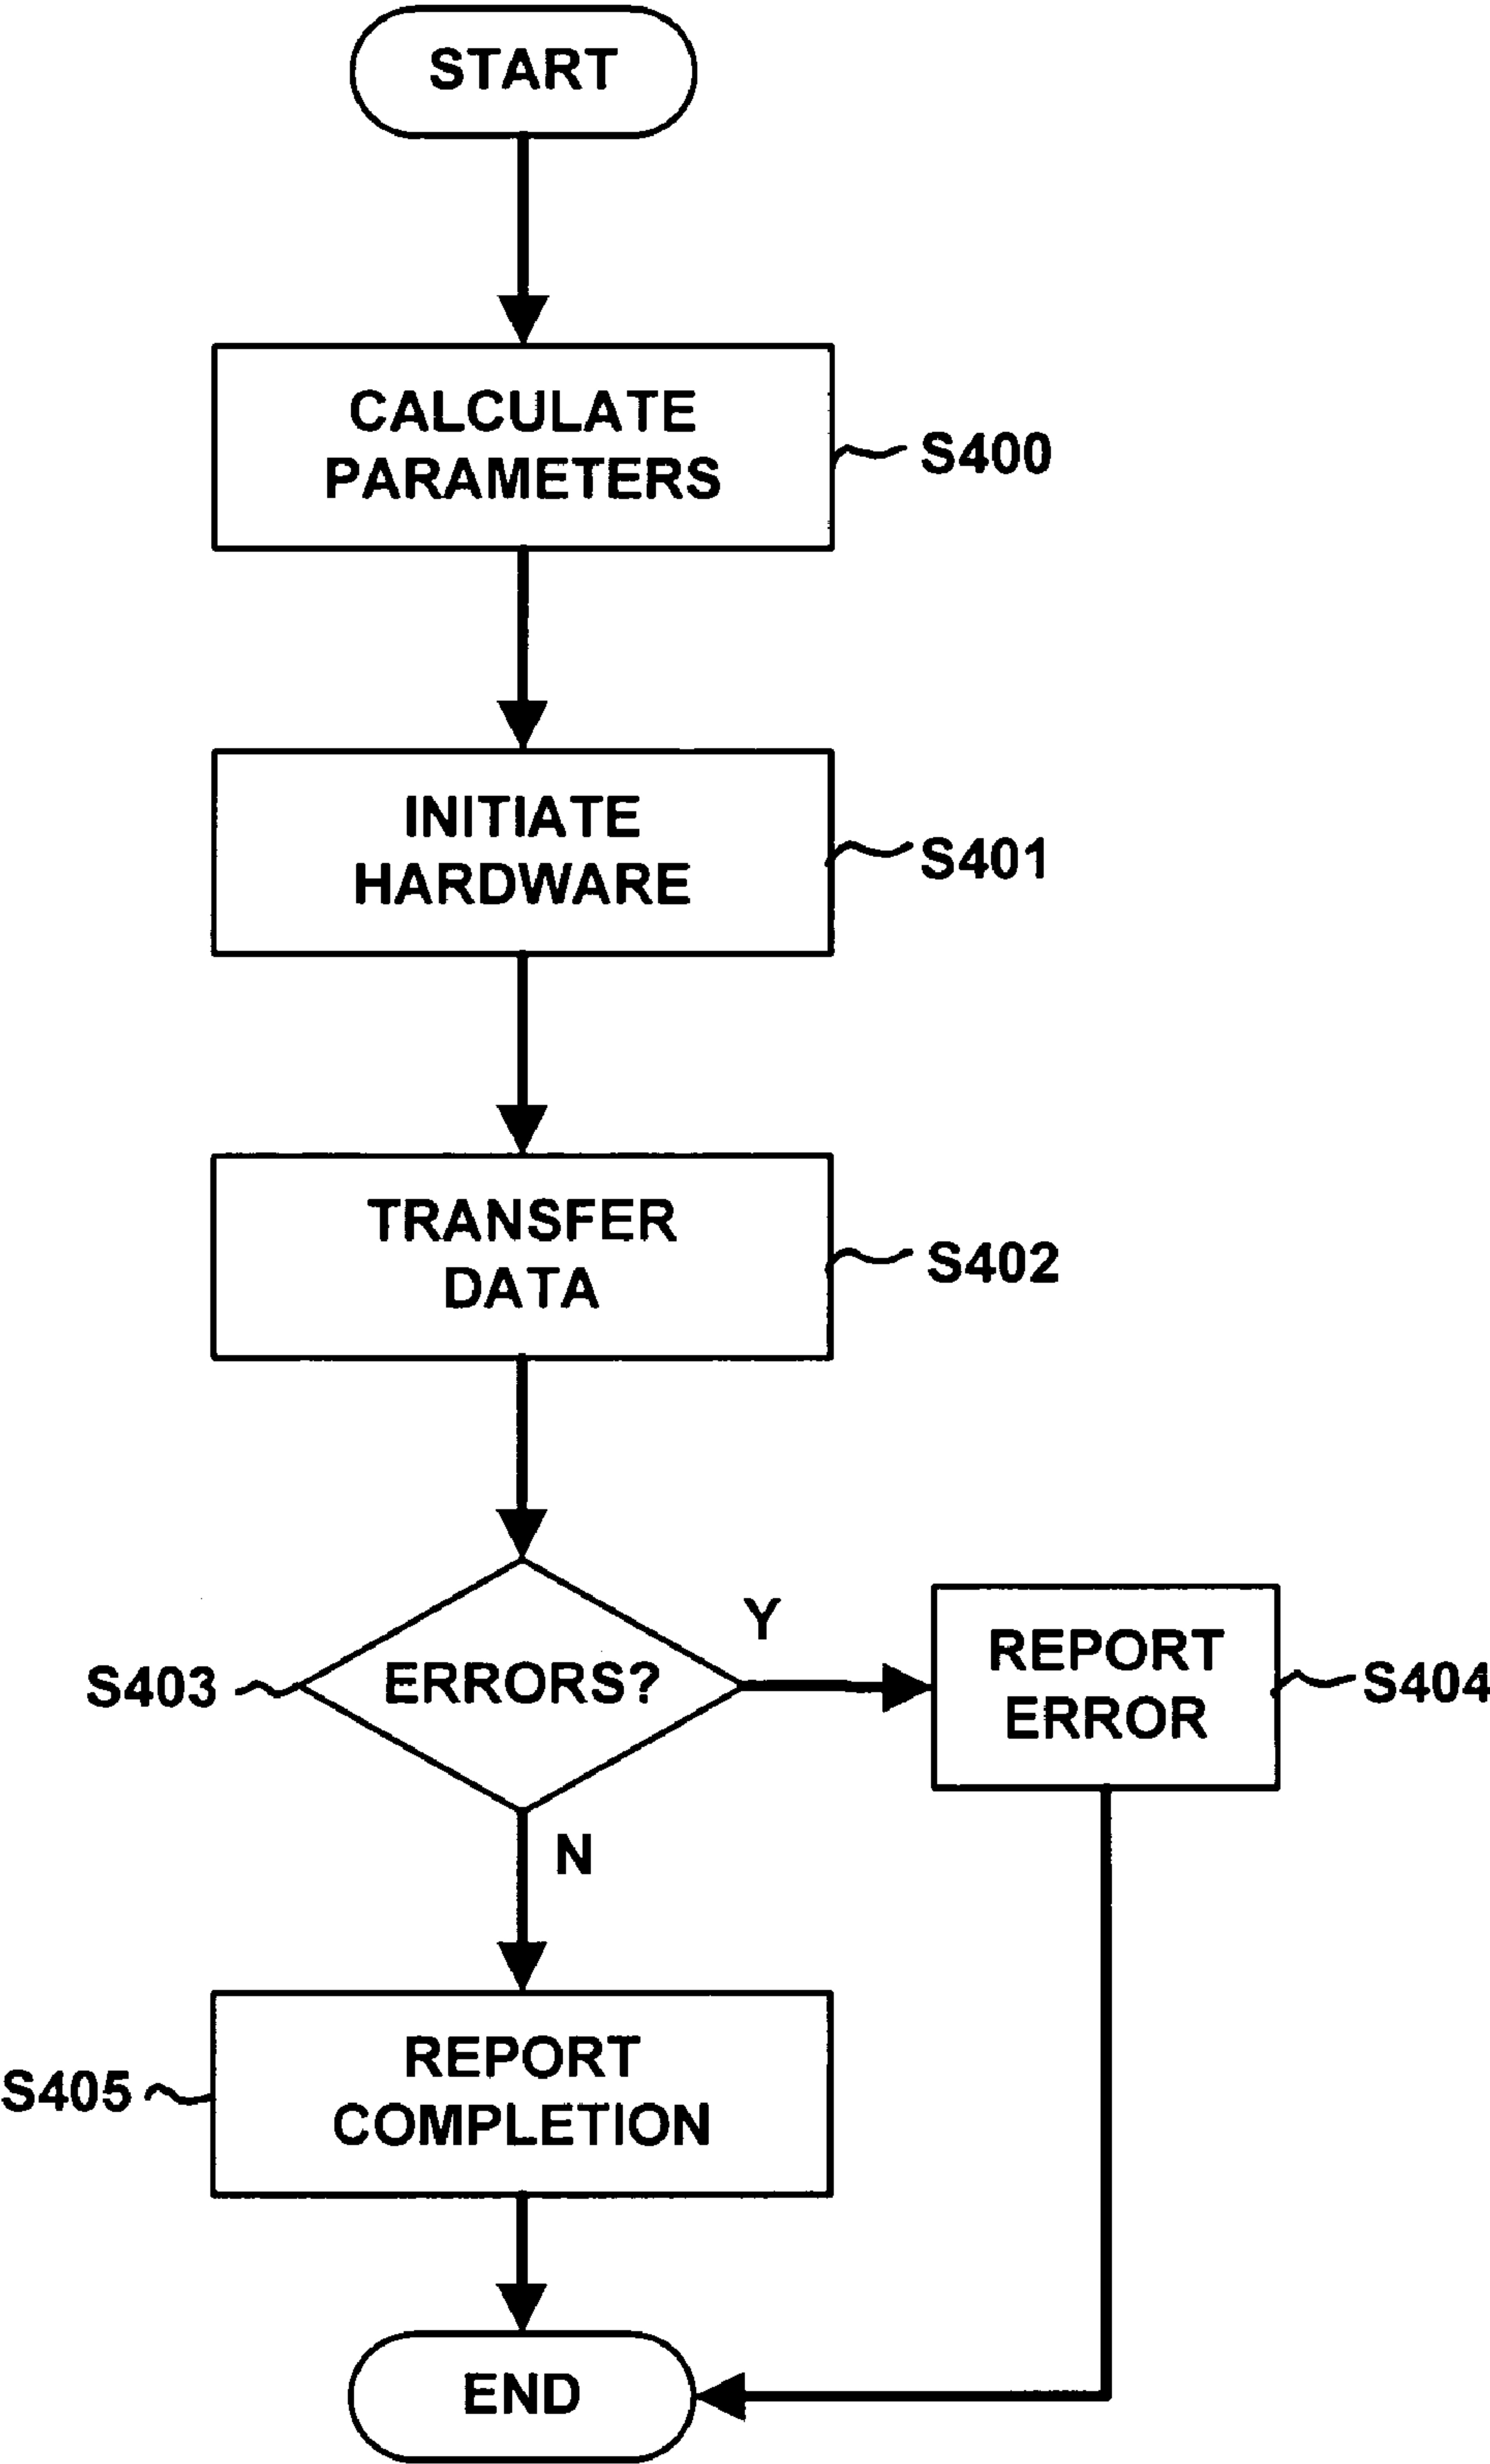 START
CALCULATE
PARAMETERS
S400
INITIATE
HARDWARE
S401
TRANSFER
DATA
S402
S403
ERRORS?
Y
REPORT
ERROR
S404
N
REPORT
COMPLETION
S405
END